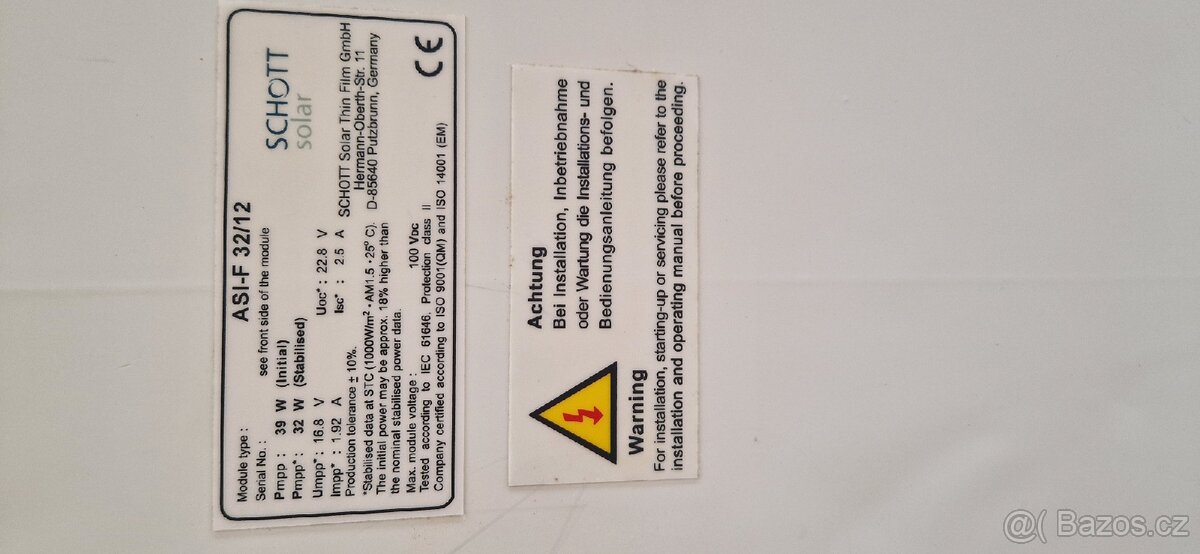 Module type : ASI-F 32/12
Serial No. : see front side of the module
Pmpp : 39 W (Initial)
Pmpp* : 32 W (Stabilised)
Umpp* : 16.8 V Uoc* : 22.8 V
Impp* : 1.92 A Isc* : 2.5 A
Production tolerance ± 10%.
*Stabilised data at STC (1000W/m² • AM1.5 • 25° C).
The initial power may be approx. 18% higher than
the nominal stabilised power data.
Max. module voltage : 100 VDC
Tested according to IEC 61646. Protection class II
Company certified according to ISO 9001(QM) and ISO 14001 (EM)
SCHOTT
solar
SCHOTT Solar Thin Film GmbH
Hermann-Oberth-Str. 11
D-85640 Putzbrunn, Germany
CE
Achtung
Bei Installation, Inbetriebnahme
oder Wartung die Installations- und
Bedienungsanleitung befolgen.
Warning
For installation, starting-up or servicing please refer to the
installation and operating manual before proceeding.
@( Bazos.cz